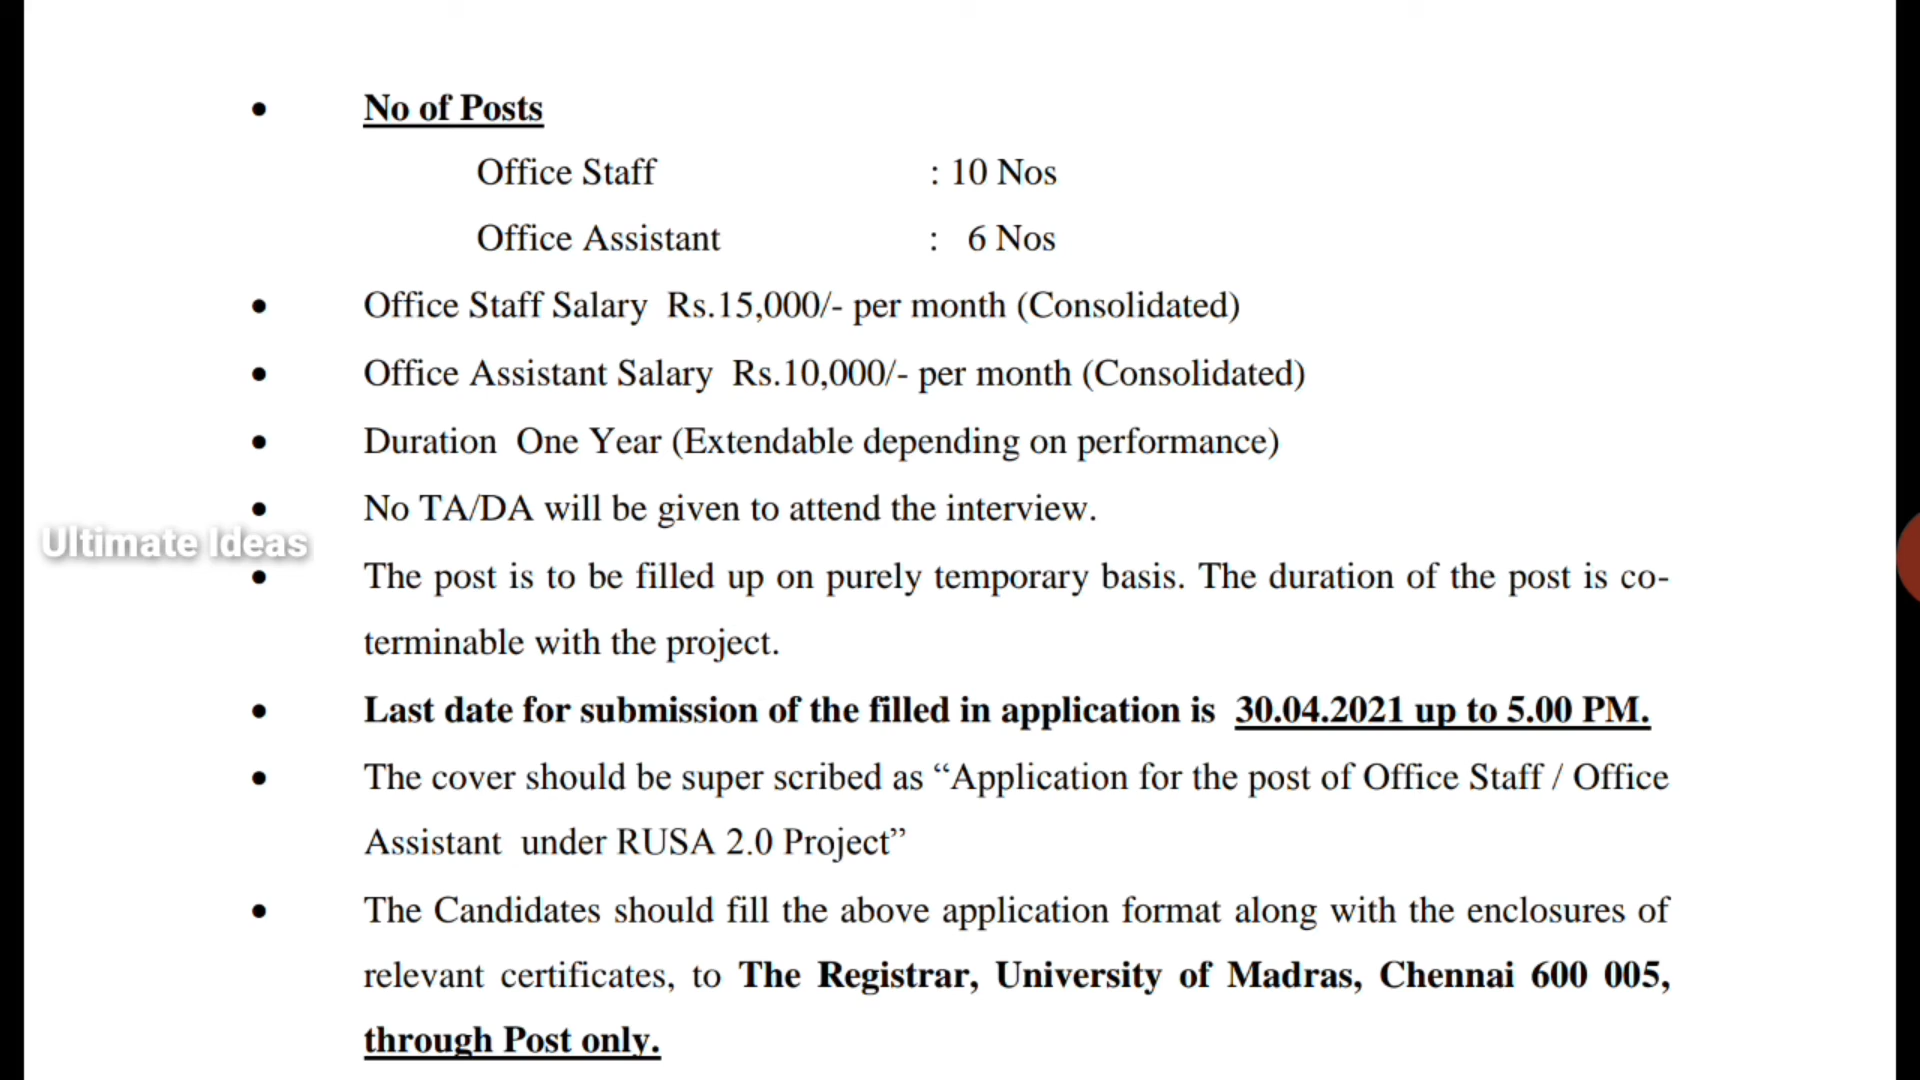 • No of Posts
Office Staff : 10 Nos
Office Assistant : 6 Nos
• Office Staff Salary Rs.15,000/- per month (Consolidated)
• Office Assistant Salary Rs.10,000/- per month (Consolidated)
• Duration One Year (Extendable depending on performance)
• No TA/DA will be given to attend the interview.
Ultimate Ideas
• The post is to be filled up on purely temporary basis. The duration of the post is co-
terminable with the project.
• Last date for submission of the filled in application is 30.04.2021 up to 5.00 PM.
• The cover should be super scribed as “Application for the post of Office Staff / Office
Assistant under RUSA 2.0 Project”
• The Candidates should fill the above application format along with the enclosures of
relevant certificates, to The Registrar, University of Madras, Chennai 600 005,
through Post only.